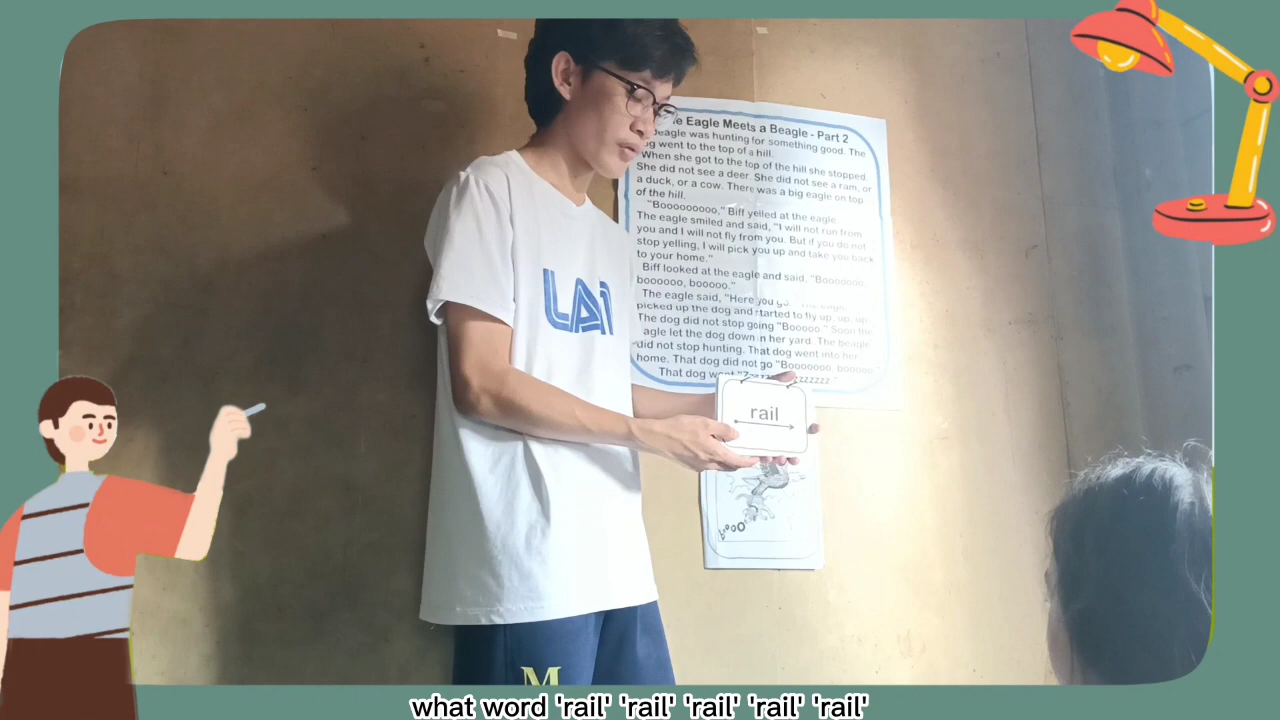 e Eagle Meets a Beagle - Part 2
Beagle was hunting for something good. The
og went to the top of a hill.
When she got to the top of the hill she stopped.
She did not see a deer. She did not see a ram, or
a duck, or a cow. There was a big eagle on top
of the hill.
"Booooooooo," Biff yelled at the eagle.
The eagle smiled and said, "I will not run from
you and I will not fly from you. But if you do not
stop yelling, I will pick you up and take you back
to your home."
Biff looked at the eagle and said, "Booooooo,
boooooo, booooo."
The eagle said, "Here you go."
picked up the dog and started to fly up, up, up.
The dog did not stop going "Booooo." Soon the
agle let the dog down in her yard. The beagle
did not stop hunting. That dog went into her
home. That dog did not go "Boooooooo, booooo."
That dog went
LA
rail
booo
M
what word 'rail' 'rail' 'rail' 'rail' 'rail'